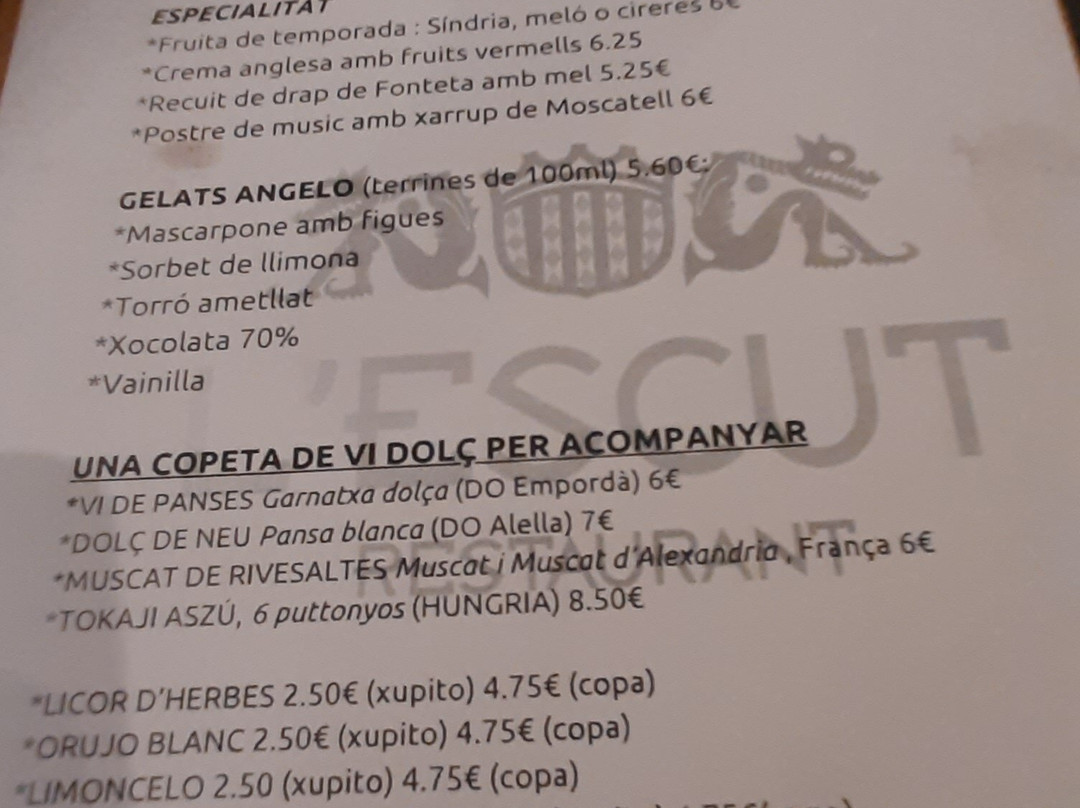 ESPECIALITAT
*Fruita de temporada : Síndria, meló o cireres 6€
*Crema anglesa amb fruits vermells 6.25
*Recuit de drap de Fonteta amb mel 5.25€
*Postre de music amb xarrup de Moscatell 6€
GELATS ANGELO (terrines de 100ml) 5.60€:
*Mascarpone amb figues
*Sorbet de llimona
*Torró ametllat
*Xocolata 70%
*Vainilla
L'ESCUT
RESTAURANT
UNA COPETA DE VI DOLÇ PER ACOMPANYAR
*VI DE PANSES Garnatxa dolça (DO Empordà) 6€
*DOLÇ DE NEU Pansa blanca (DO Alella) 7€
*MUSCAT DE RIVESALTES Muscat i Muscat d'Alexandria, França 6€
*TOKAJI ASZÚ, 6 puttonyos (HUNGRIA) 8.50€
*LICOR D'HERBES 2.50€ (xupito) 4.75€ (copa)
*ORUJO BLANC 2.50€ (xupito) 4.75€ (copa)
*LIMONCELO 2.50 (xupito) 4.75€ (copa)